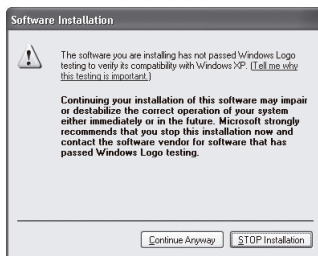 Software Installation
The software you are installing has not passed Windows Logo
testing to verify its compatibility with Windows XP. (Tell me why
this testing is important.)
Continuing your installation of this software may impair
or destabilize the correct operation of your system
either immediately or in the future. Microsoft strongly
recommends that you stop this installation now and
contact the software vendor for software that has
passed Windows Logo testing.
Continue Anyway STOP Installation